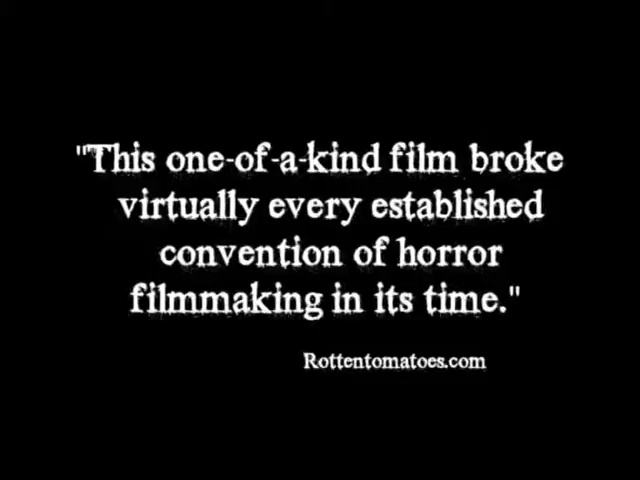 "This one-of-a-kind film broke
virtually every established
convention of horror
filmmaking in its time."
Rottentomatoes.com